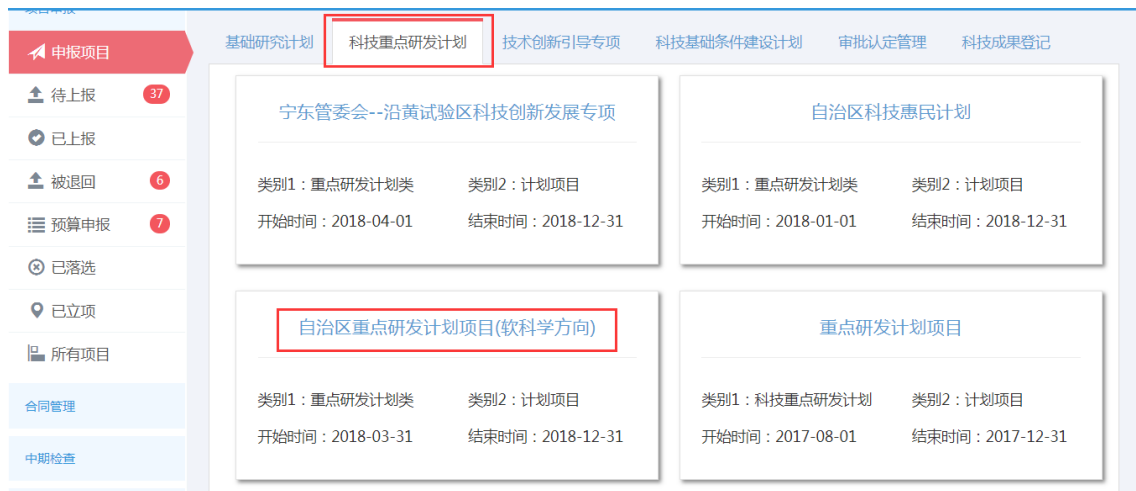 申报项目
待上报 37
已上报
被退回 6
预算申报 7
已落选
已立项
所有项目
合同管理
中期检查
基础研究计划 科技重点研发计划 技术创新引导专项 科技基础条件建设计划 审批认定管理 科技成果登记
宁东管委会--沿黄试验区科技创新发展专项
类别1：重点研发计划类 类别2：计划项目
开始时间：2018-04-01 结束时间：2018-12-31
自治区科技惠民计划
类别1：重点研发计划类 类别2：计划项目
开始时间：2018-01-01 结束时间：2018-12-31
自治区重点研发计划项目(软科学方向)
类别1：重点研发计划类 类别2：计划项目
开始时间：2018-03-31 结束时间：2018-12-31
重点研发计划项目
类别1：科技重点研发计划 类别2：计划项目
开始时间：2017-08-01 结束时间：2017-12-31